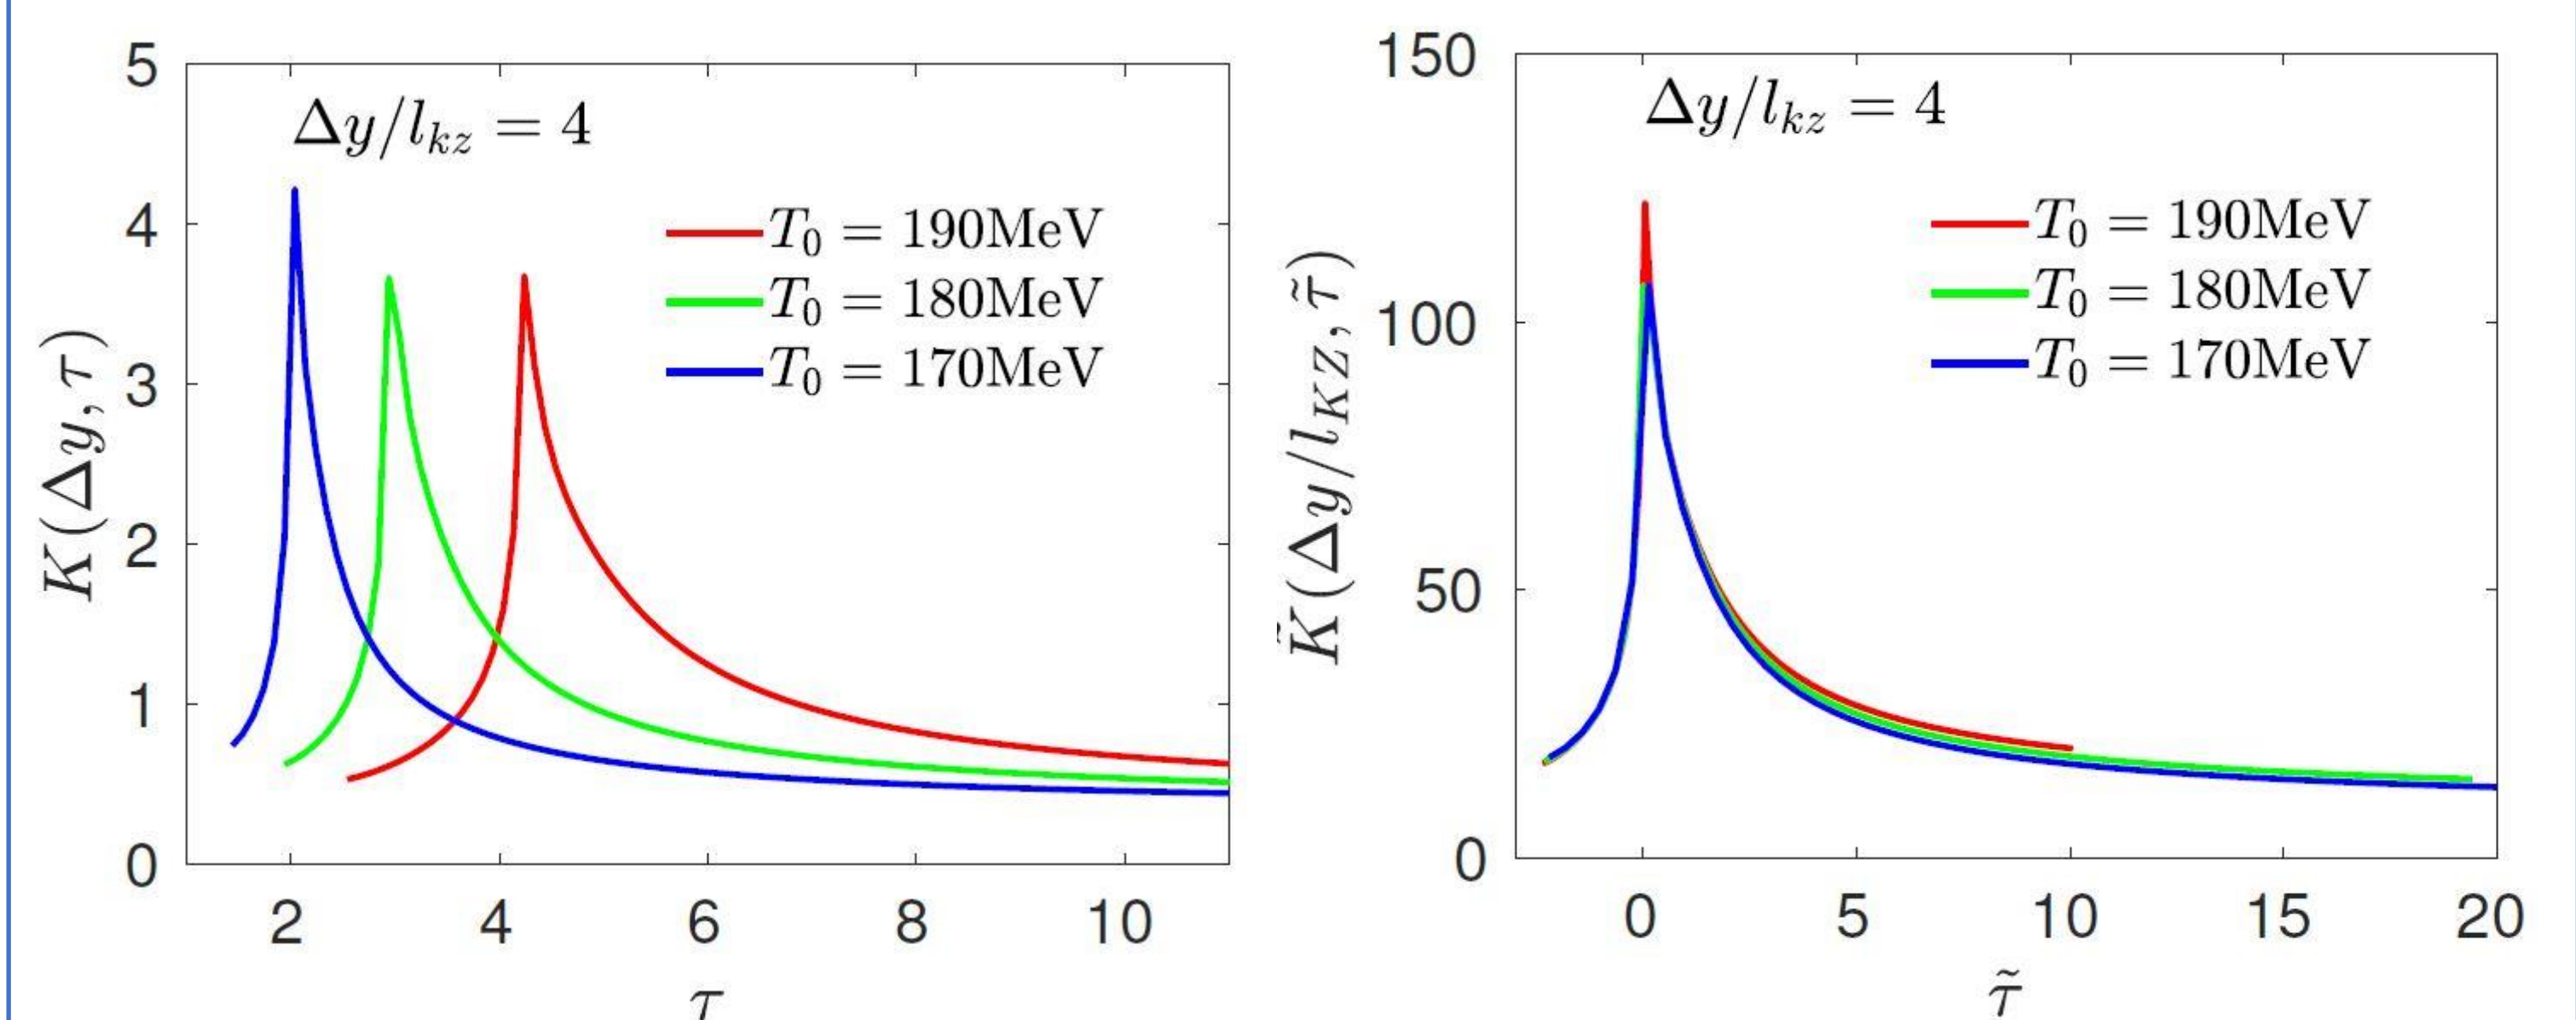 5
4
3
2
1
0
K(Δy, τ)
Δy/l_{kz} = 4
T_0 = 190MeV
T_0 = 180MeV
T_0 = 170MeV
2 4 6 8 10
τ
150
100
50
0
K̃(Δy/l_{KZ}, τ̃)
Δy/l_{kz} = 4
T_0 = 190MeV
T_0 = 180MeV
T_0 = 170MeV
0 5 10 15 20
τ̃